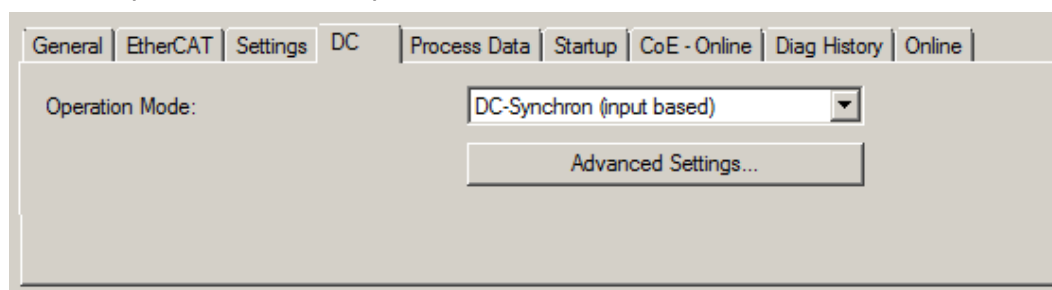 General EtherCAT Settings DC Process Data Startup CoE - Online Diag History Online
Operation Mode: DC-Synchron (input based)
Advanced Settings...